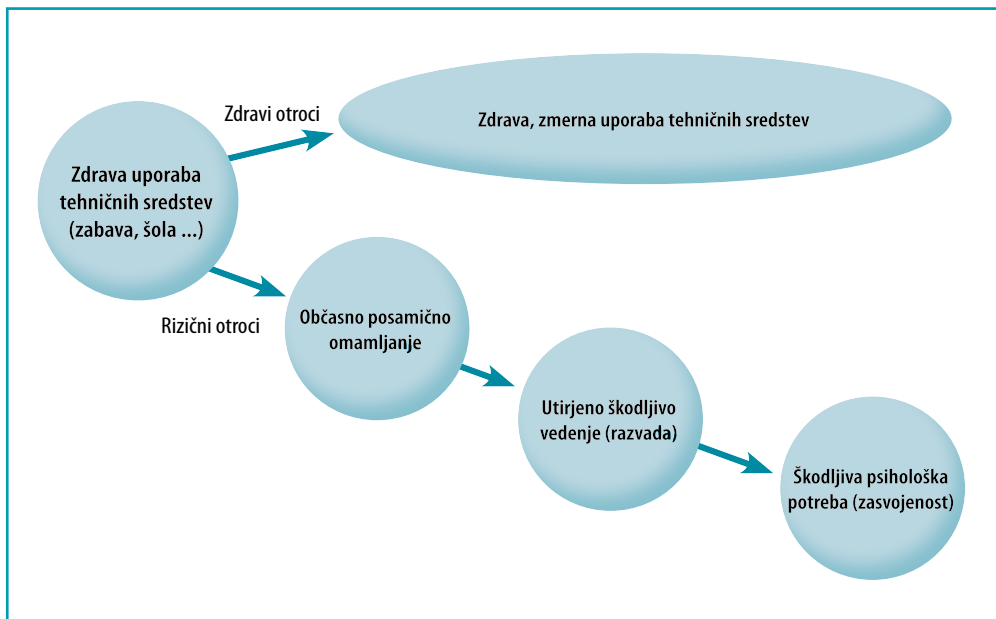 Zdravi otroci
Zdrava, zmerna uporaba tehničnih sredstev
Zdrava uporaba
tehničnih sredstev
(zabava, šola ...)
Rizični otroci
Občasno posamično
omamljanje
Utirjeno škodljivo
vedenje (razvada)
Škodljiva psihološka
potreba (zasvojenost)